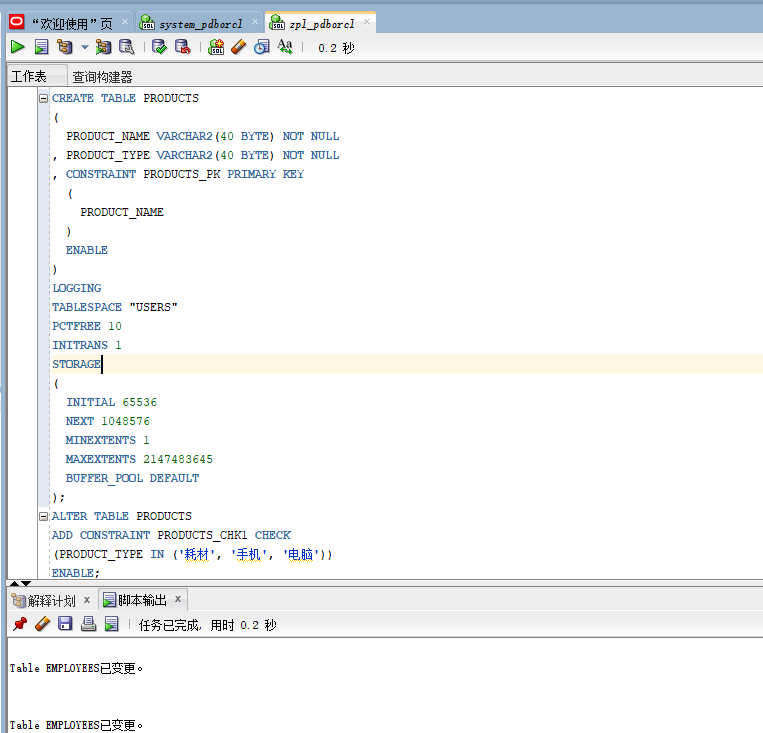 “欢迎使用”页 system_pdborcl zpl_pdborcl
0.2 秒
工作表 查询构建器
CREATE TABLE PRODUCTS
(
PRODUCT_NAME VARCHAR2(40 BYTE) NOT NULL
, PRODUCT_TYPE VARCHAR2(40 BYTE) NOT NULL
, CONSTRAINT PRODUCTS_PK PRIMARY KEY
(
PRODUCT_NAME
)
ENABLE
)
LOGGING
TABLESPACE "USERS"
PCTFREE 10
INITRANS 1
STORAGE
(
INITIAL 65536
NEXT 1048576
MINEXTENTS 1
MAXEXTENTS 2147483645
BUFFER_POOL DEFAULT
);
ALTER TABLE PRODUCTS
ADD CONSTRAINT PRODUCTS_CHK1 CHECK
(PRODUCT_TYPE IN ('耗材', '手机', '电脑'))
ENABLE;
解释计划 x 脚本输出 x
任务已完成, 用时 0.2 秒
Table EMPLOYEES已变更。
Table EMPLOYEES已变更。